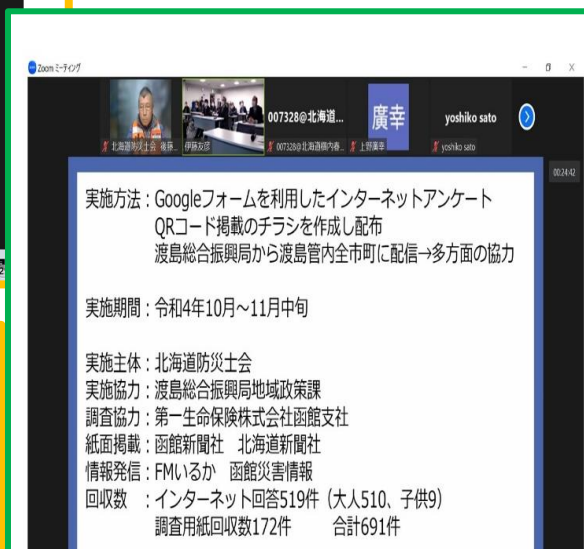 Zoom ミーティング
北海道防災士会 後藤...
伊藤友彦
007328@北海道...
007328@北海道檜山春...
廣幸
上野廣幸
yoshiko sato
yoshiko sato
00:24:42
実施方法：Googleフォームを利用したインターネットアンケート
QRコード掲載のチラシを作成し配布
渡島総合振興局から渡島管内全市町に配信→多方面の協力
実施期間：令和4年10月～11月中旬
実施主体：北海道防災士会
実施協力：渡島総合振興局地域政策課
調査協力：第一生命保険株式会社函館支社
紙面掲載：函館新聞社　北海道新聞社
情報発信：FMいるか　函館災害情報
回収数　：インターネット回答519件（大人510、子供9）
調査用紙回収数172件　　合計691件